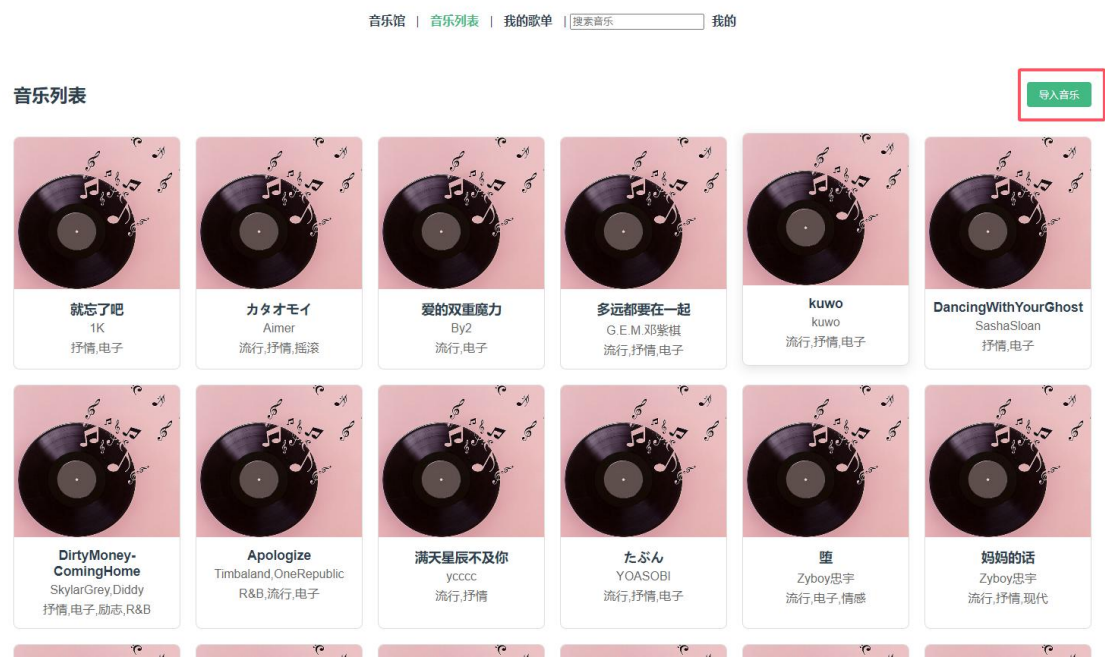 音乐馆 | 音乐列表 | 我的歌单 | 搜索音乐 我的
音乐列表
导入音乐
就忘了吧
1K
抒情,电子
カタオモイ
Aimer
流行,抒情,摇滚
爱的双重魔力
By2
流行,电子
多远都要在一起
G.E.M.邓紫棋
流行,抒情,电子
kuwo
kuwo
流行,抒情,电子
DancingWithYourGhost
SashaSloan
抒情,电子
DirtyMoney-
ComingHome
SkylarGrey,Diddy
抒情,电子,励志,R&B
Apologize
Timbaland,OneRepublic
R&B,流行,电子
满天星辰不及你
ycccc
流行,抒情
たぶん
YOASOBI
流行,抒情,电子
堕
Zyboy忠宇
流行,电子,情感
妈妈的话
Zyboy忠宇
流行,抒情,现代